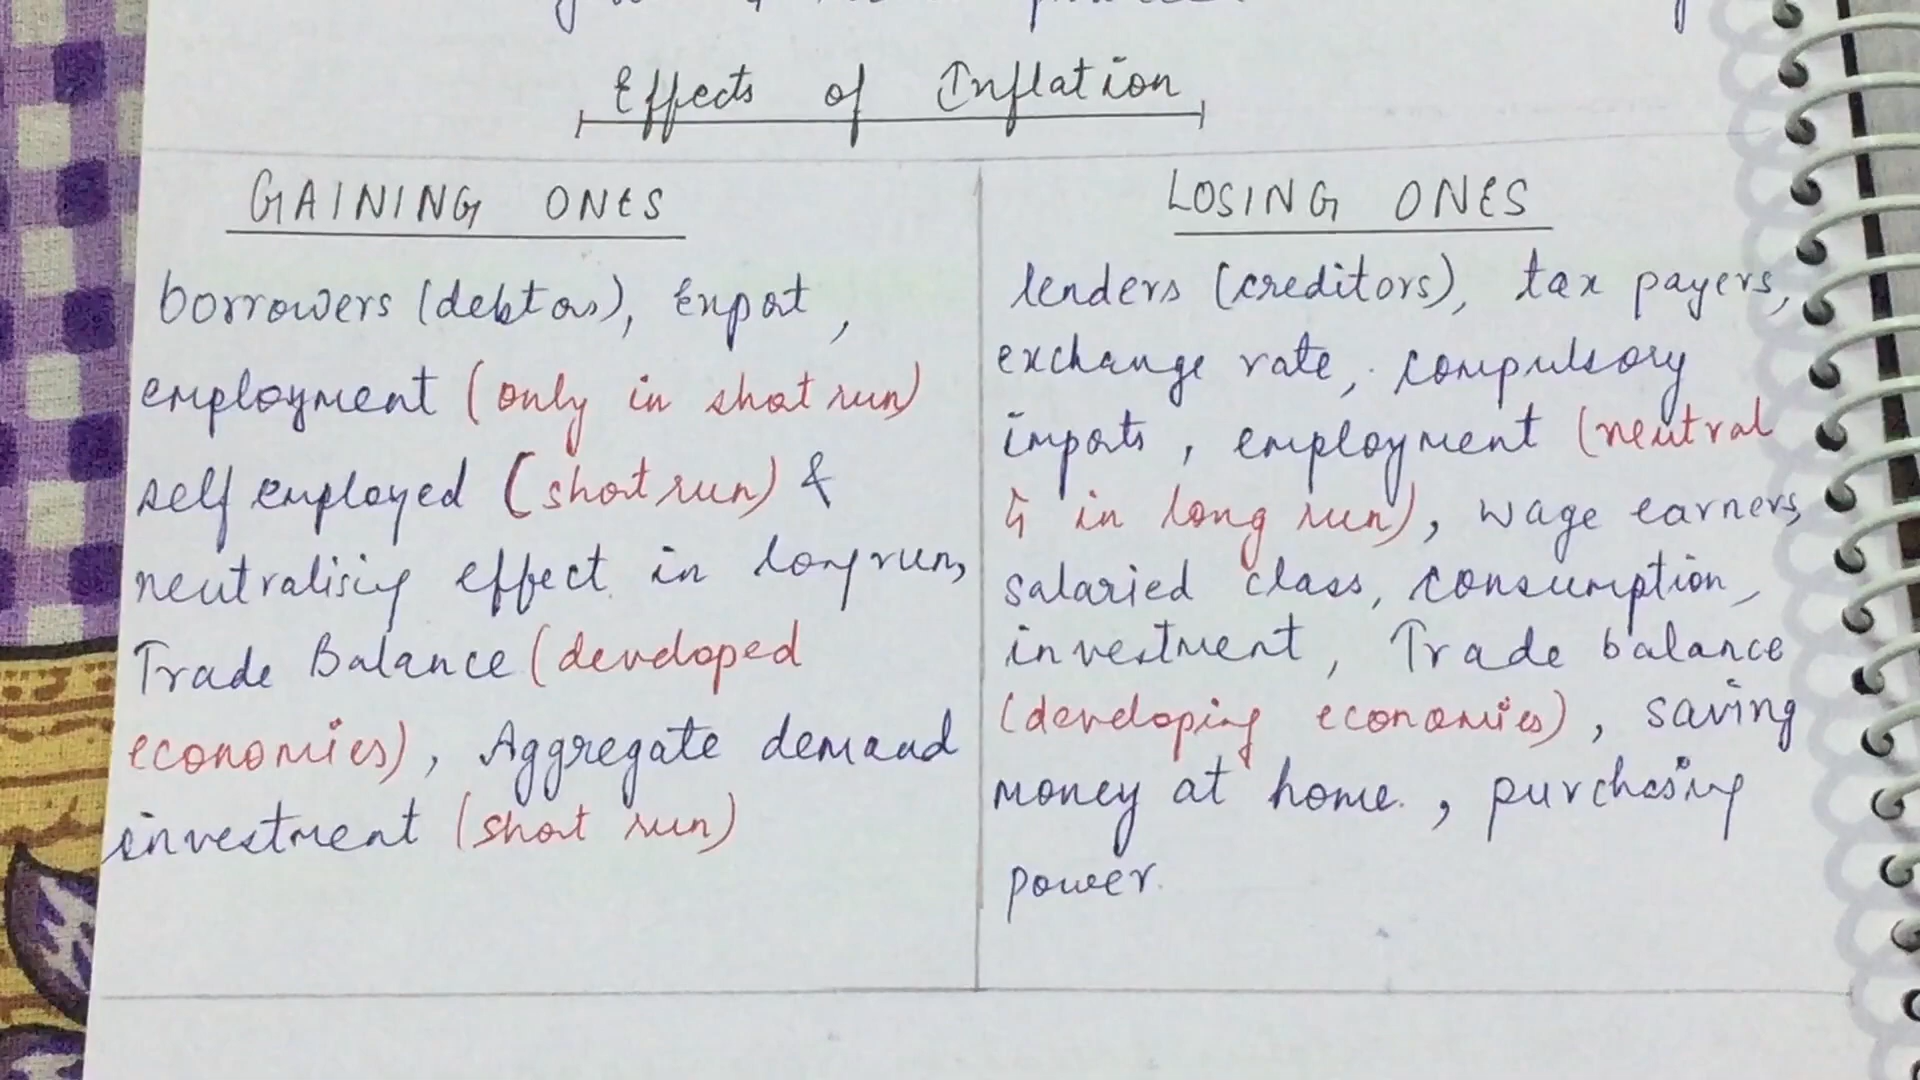 Effects of Inflation
GAINING ONES
borrowers (debtors), Export,
employment (only in short run)
self employed (short run) &
neutralising effect in long run,
Trade Balance (developed
economies), Aggregate demand
investment (short run)
LOSING ONES
lenders (creditors), tax payers,
exchange rate, compulsory
imports, employment (neutral
in long run), wage earners,
salaried class, consumption,
investment, Trade balance
(developing economies), saving
money at home., purchasing
power.